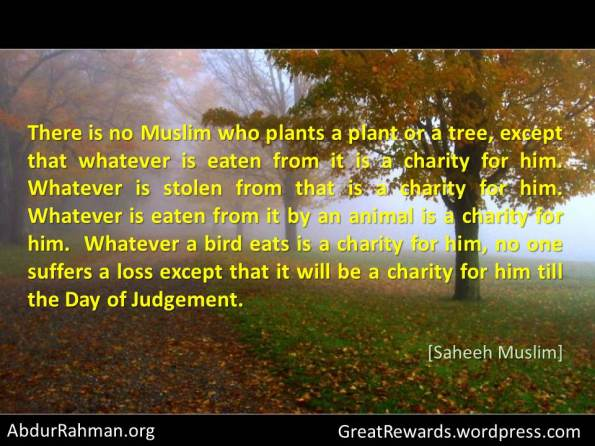 There is no Muslim who plants a plant or a tree, except
that whatever is eaten from it is a charity for him.
Whatever is stolen from that is a charity for him.
Whatever is eaten from it by an animal is a charity for
him. Whatever a bird eats is a charity for him, no one
suffers a loss except that it will be a charity for him till
the Day of Judgement.
[Saheeh Muslim]
AbdurRahman.org
GreatRewards.wordpress.com